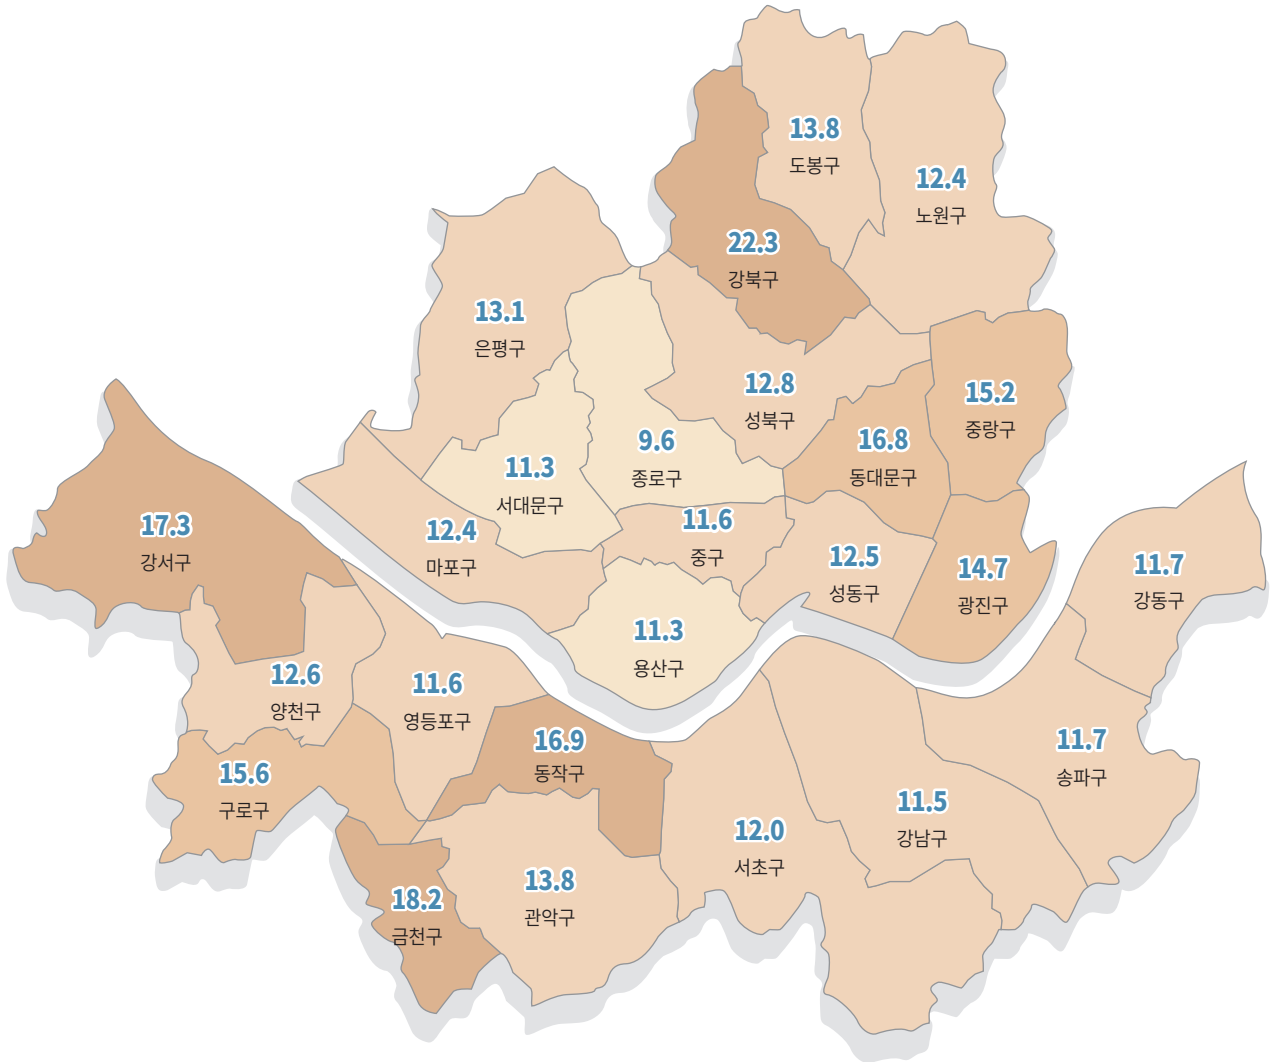 13.8
도봉구
12.4
노원구
22.3
강북구
13.1
은평구
12.8
성북구
15.2
중랑구
16.8
동대문구
9.6
종로구
11.3
서대문구
17.3
강서구
12.4
마포구
11.6
중구
12.5
성동구
14.7
광진구
11.7
강동구
11.3
용산구
12.6
양천구
11.6
영등포구
16.9
동작구
11.7
송파구
15.6
구로구
11.5
강남구
12.0
서초구
13.8
관악구
18.2
금천구